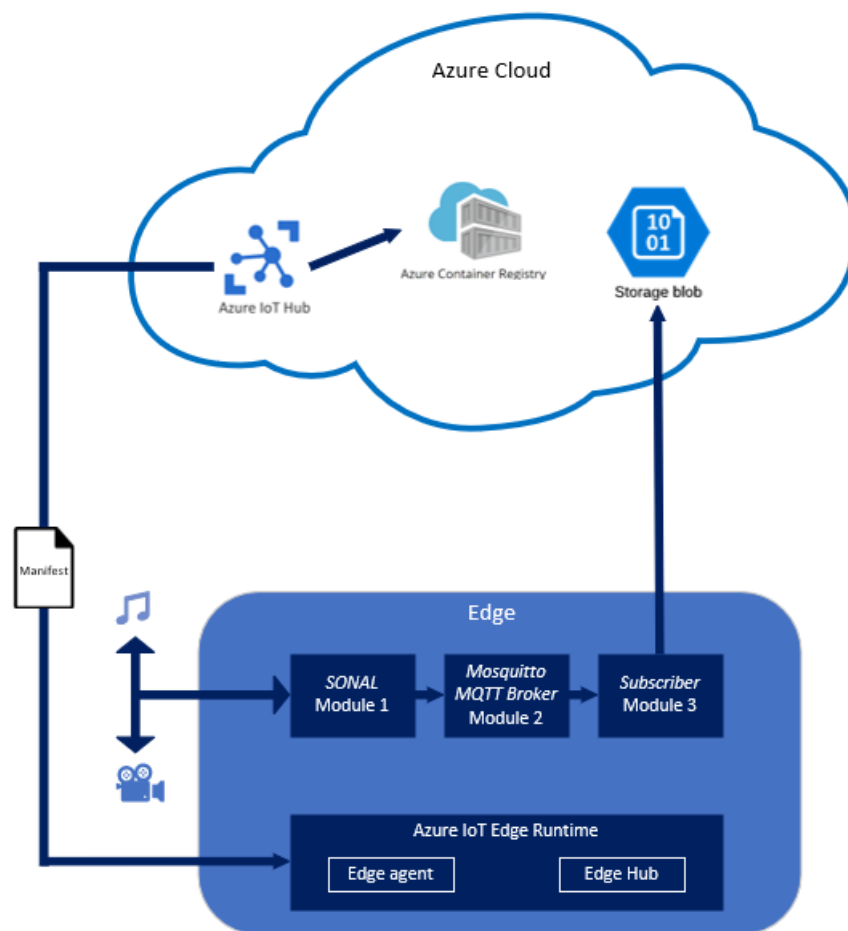 Azure Cloud
Azure IoT Hub
Azure Container Registry
10
01
Storage blob
Manifest
Edge
SONAL
Module 1
Mosquitto
MQTT Broker
Module 2
Subscriber
Module 3
Azure IoT Edge Runtime
Edge agent
Edge Hub